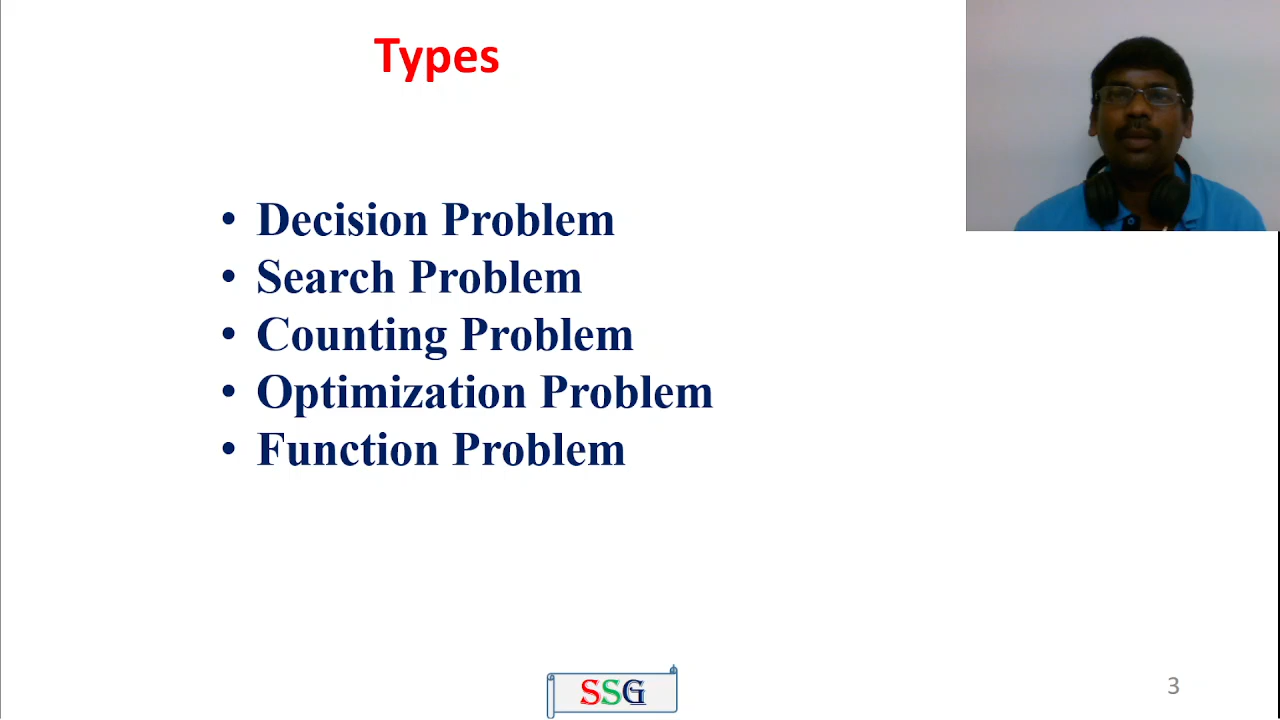 Types
• Decision Problem
• Search Problem
• Counting Problem
• Optimization Problem
• Function Problem
SSG
3